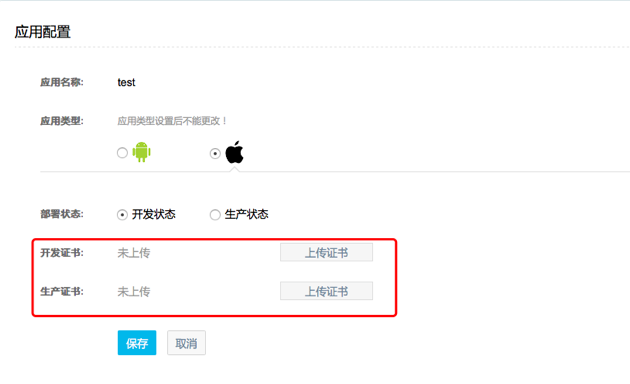 应用配置
应用名称: test
应用类型: 应用类型设置后不能更改！
部署状态: 开发状态 生产状态
开发证书: 未上传 上传证书
生产证书: 未上传 上传证书
保存 取消